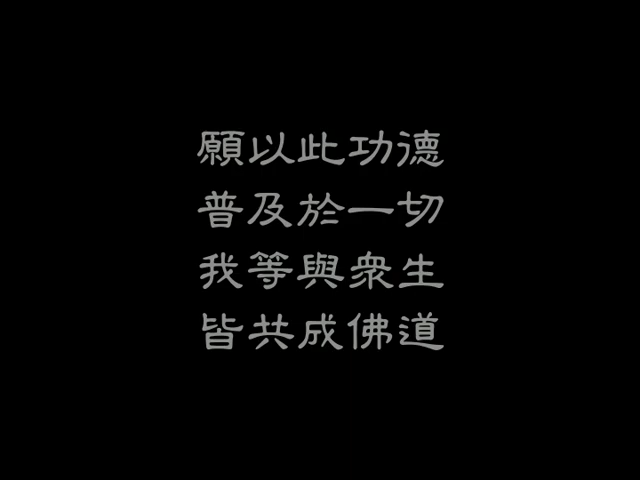 願以此功德
普及於一切
我等與衆生
皆共成佛道